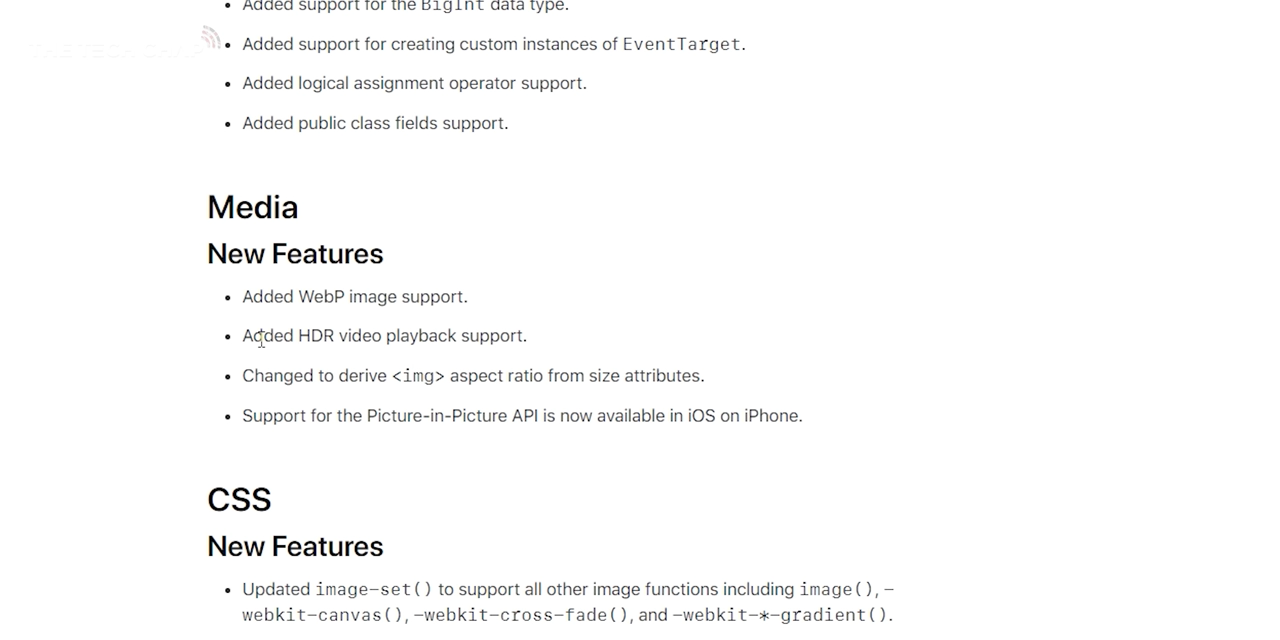 Added support for the BigInt data type.
THE TECH CHAP
Added support for creating custom instances of EventTarget.
Added logical assignment operator support.
Added public class fields support.
Media
New Features
Added WebP image support.
Added HDR video playback support.
Changed to derive <img> aspect ratio from size attributes.
Support for the Picture-in-Picture API is now available in iOS on iPhone.
CSS
New Features
Updated image-set() to support all other image functions including image(), -
webkit-canvas(), -webkit-cross-fade(), and -webkit-*-gradient().